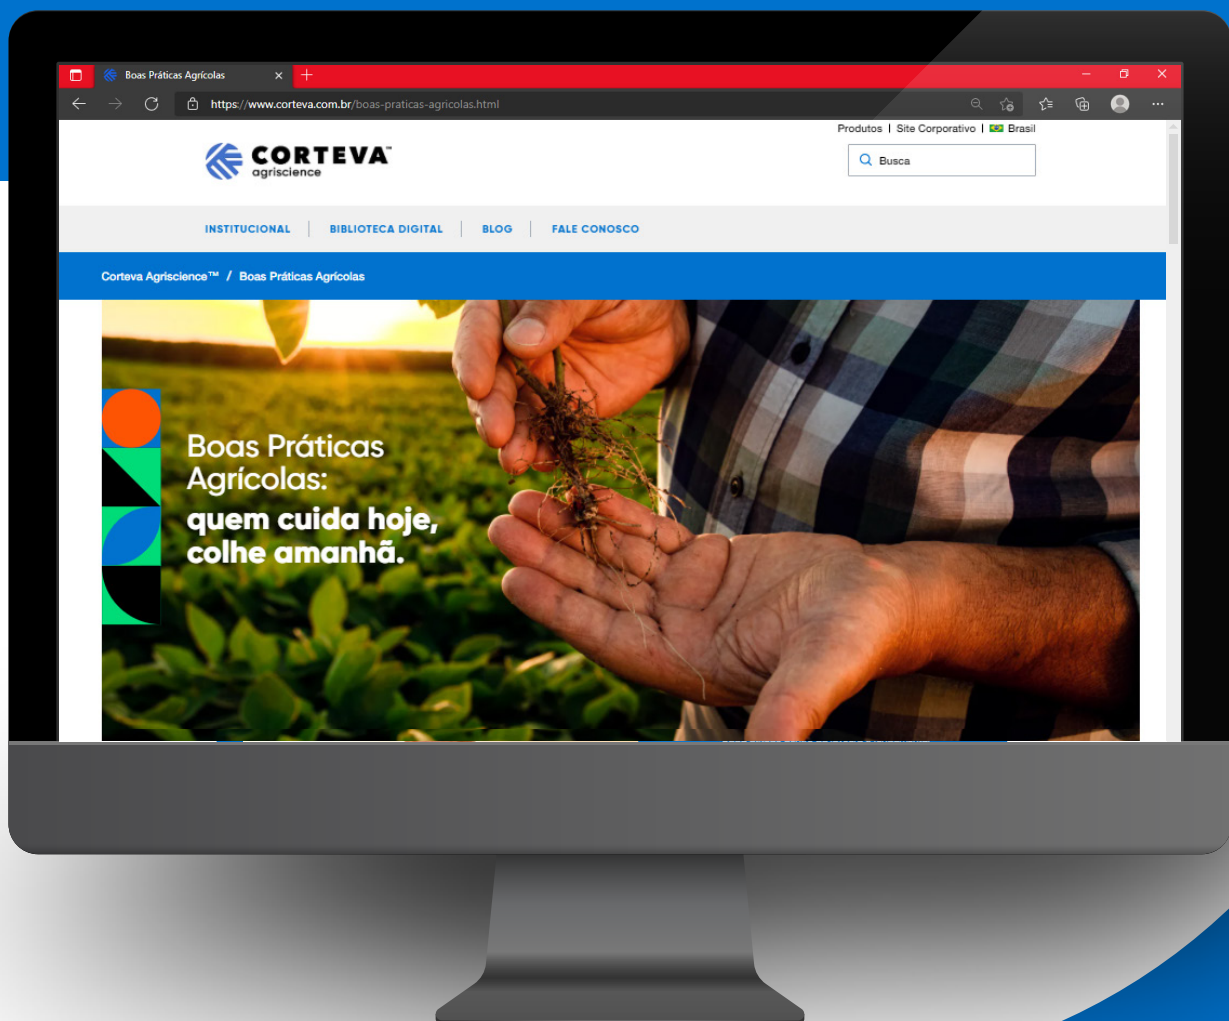 Boas Práticas Agrícolas
https://www.corteva.com.br/boas-praticas-agricolas.html
Produtos | Site Corporativo | Brasil
CORTEVA™
agriscience
Busca
INSTITUCIONAL | BIBLIOTECA DIGITAL | BLOG | FALE CONOSCO
Corteva Agriscience™ / Boas Práticas Agrícolas
Boas Práticas
Agrícolas:
quem cuida hoje,
colhe amanhã.